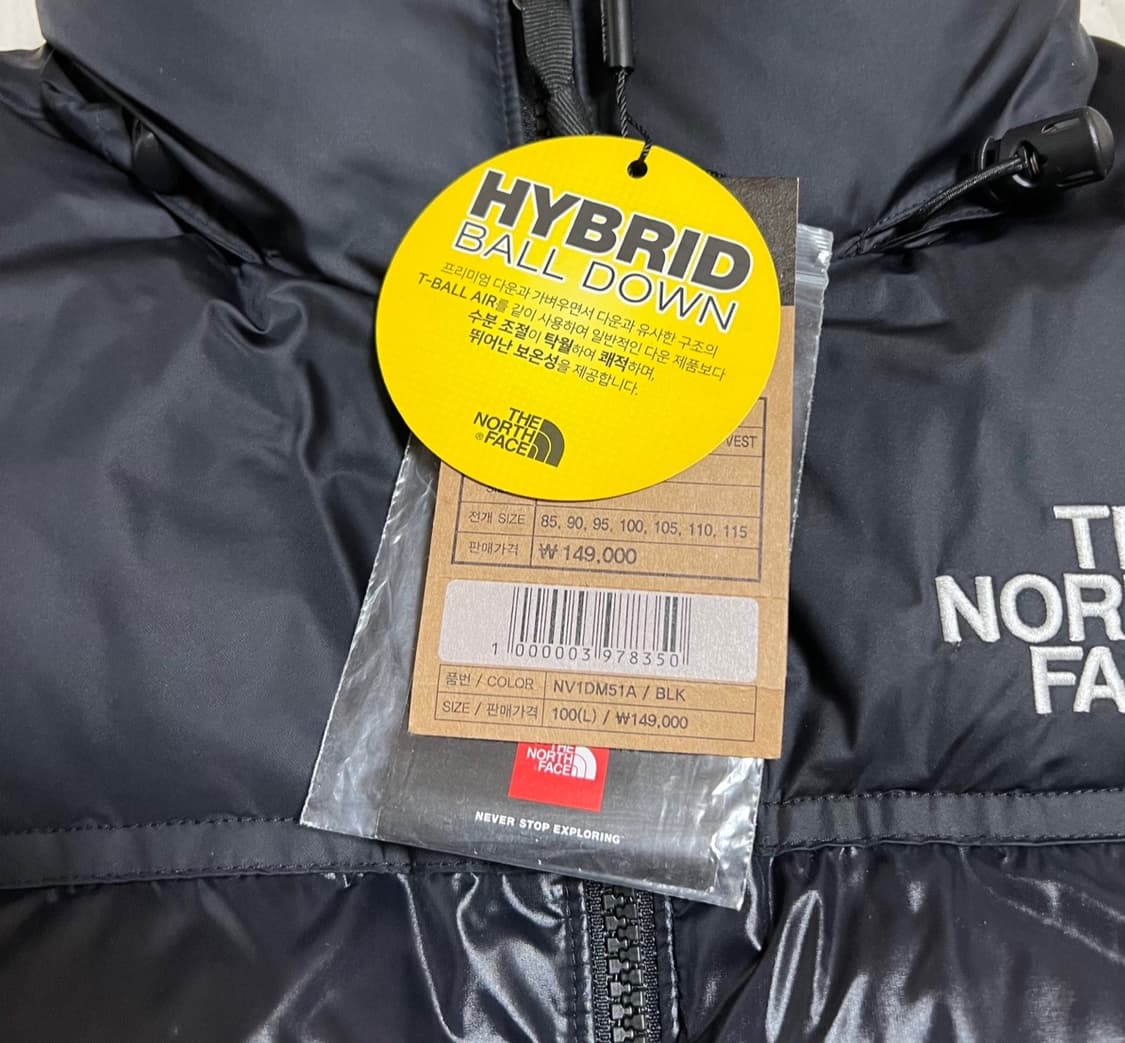 HYBRID
BALL DOWN
프리미엄 다운과 가벼우면서 다운과 유사한 구조의
T-BALL AIR를 같이 사용하여 일반적인 다운 제품보다
수분 조절이 탁월하여 쾌적하며,
뛰어난 보온성을 제공합니다.
THE
NORTH
®FACE
VEST
전개 SIZE 85, 90, 95, 100, 105, 110, 115
판매가격 ₩ 149,000
1 000003 978350
품번 / COLOR NV1DM51A / BLK
SIZE / 판매가격 100(L) / ₩149,000
THE
NORTH
FACE
NEVER STOP EXPLORING
NOR
FA